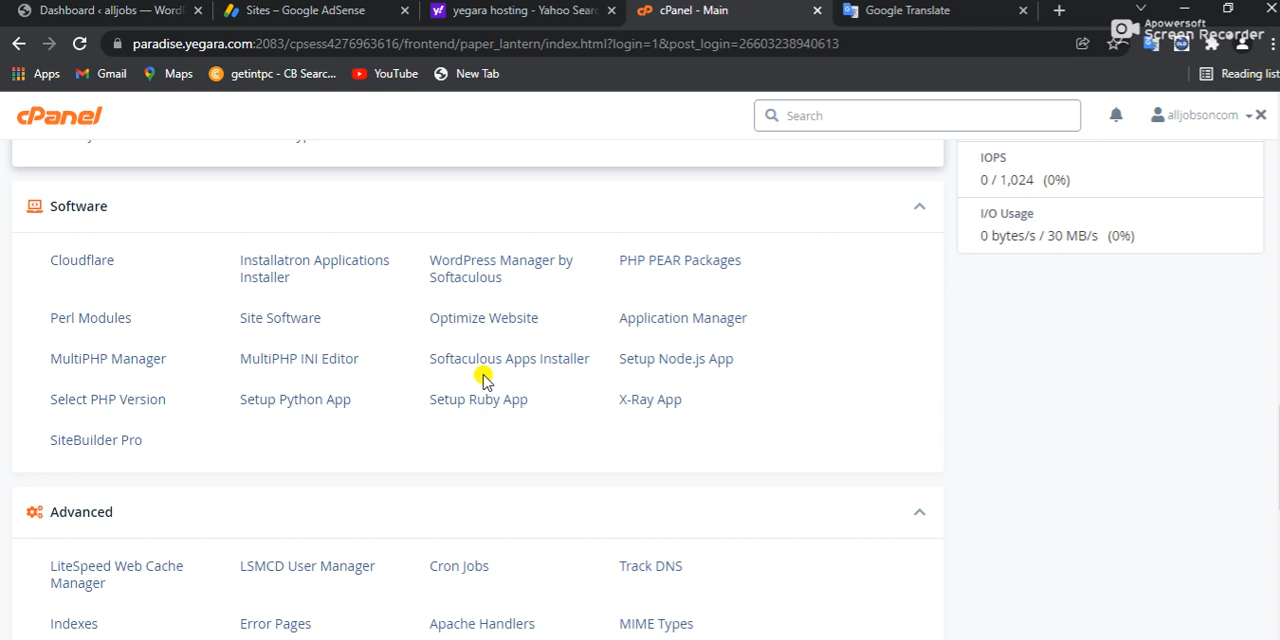 Dashboard ‹ alljobs — Word
Sites – Google AdSense
yegara hosting - Yahoo Sear
cPanel - Main
Google Translate
Apowersoft
Screen Recorder
paradise.yegara.com:2083/cpsess4276963616/frontend/paper_lantern/index.html?login=1&post_login=26603238940613
Apps
Gmail
Maps
getintpc - CB Searc...
YouTube
New Tab
Reading list
cPanel
Search
alljobsoncom
IOPS
0 / 1,024 (0%)
I/O Usage
0 bytes/s / 30 MB/s (0%)
Software
Cloudflare
Installatron Applications
Installer
WordPress Manager by
Softaculous
PHP PEAR Packages
Perl Modules
Site Software
Optimize Website
Application Manager
MultiPHP Manager
MultiPHP INI Editor
Softaculous Apps Installer
Setup Node.js App
Select PHP Version
Setup Python App
Setup Ruby App
X-Ray App
SiteBuilder Pro
Advanced
LiteSpeed Web Cache
Manager
LSMCD User Manager
Cron Jobs
Track DNS
Indexes
Error Pages
Apache Handlers
MIME Types